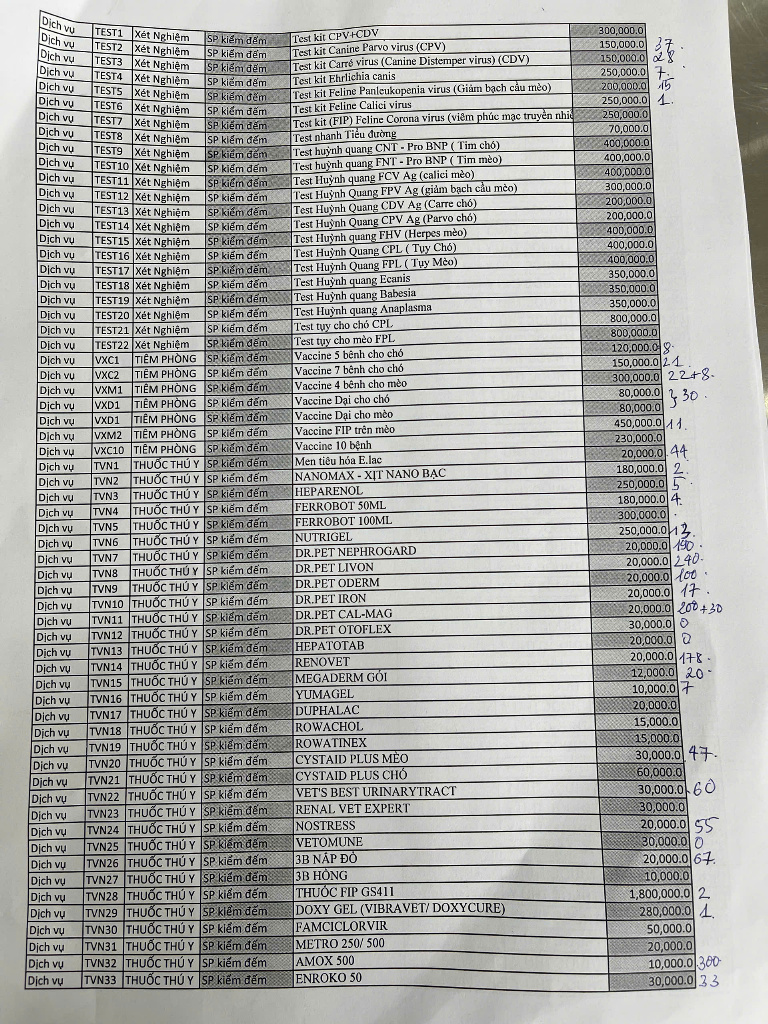 Dịch vụ TEST1 Xét Nghiệm SP kiểm đếm Test kit CPV+CDV 300,000.0
Dịch vụ TEST2 Xét Nghiệm SP kiểm đếm Test kit Canine Parvo virus (CPV) 150,000.0 37
Dịch vụ TEST3 Xét Nghiệm SP kiểm đếm Test kit Carré virus (Canine Distemper virus) (CDV) 150,000.0 28
Dịch vụ TEST4 Xét Nghiệm SP kiểm đếm Test kit Ehrlichia canis 250,000.0 7.
Dịch vụ TEST5 Xét Nghiệm SP kiểm đếm Test kit Feline Panleukopenia virus (Giảm bạch cầu mèo) 200,000.0 15
Dịch vụ TEST6 Xét Nghiệm SP kiểm đếm Test kit Feline Calici virus 250,000.0 1.
Dịch vụ TEST7 Xét Nghiệm SP kiểm đếm Test kit (FIP) Feline Corona virus (viêm phúc mạc truyền nhiễ 250,000.0
Dịch vụ TEST8 Xét Nghiệm SP kiểm đếm Test nhanh Tiểu đường 70,000.0
Dịch vụ TEST9 Xét Nghiệm SP kiểm đếm Test huỳnh quang CNT - Pro BNP ( Tim chó) 400,000.0
Dịch vụ TEST10 Xét Nghiệm SP kiểm đếm Test huỳnh quang FNT - Pro BNP ( Tim mèo) 400,000.0
Dịch vụ TEST11 Xét Nghiệm SP kiểm đếm Test Huỳnh quang FCV Ag (calici mèo) 400,000.0
Dịch vụ TEST12 Xét Nghiệm SP kiểm đếm Test Huỳnh Quang FPV Ag (giảm bạch cầu mèo) 300,000.0
Dịch vụ TEST13 Xét Nghiệm SP kiểm đếm Test Huỳnh Quang CDV Ag (Carre chó) 200,000.0
Dịch vụ TEST14 Xét Nghiệm SP kiểm đếm Test Huỳnh Quang CPV Ag (Parvo chó) 200,000.0
Dịch vụ TEST15 Xét Nghiệm SP kiểm đếm Test Huỳnh quang FHV (Herpes mèo) 400,000.0
Dịch vụ TEST16 Xét Nghiệm SP kiểm đếm Test Huỳnh Quang CPL ( Tụy Chó) 400,000.0
Dịch vụ TEST17 Xét Nghiệm SP kiểm đếm Test Huỳnh Quang FPL ( Tụy Mèo) 400,000.0
Dịch vụ TEST18 Xét Nghiệm SP kiểm đếm Test Huỳnh quang Ecanis 350,000.0
Dịch vụ TEST19 Xét Nghiệm SP kiểm đếm Test Huỳnh quang Babesia 350,000.0
Dịch vụ TEST20 Xét Nghiệm SP kiểm đếm Test Huỳnh quang Anaplasma 350,000.0
Dịch vụ TEST21 Xét Nghiệm SP kiểm đếm Test tụy cho chó CPL 800,000.0
Dịch vụ TEST22 Xét Nghiệm SP kiểm đếm Test tụy cho mèo FPL 800,000.0
Dịch vụ VXC1 TIÊM PHÒNG SP kiểm đếm Vaccine 5 bệnh cho chó 120,000.0 8.
Dịch vụ VXC2 TIÊM PHÒNG SP kiểm đếm Vaccine 7 bệnh cho chó 150,000.0 21.
Dịch vụ VXM1 TIÊM PHÒNG SP kiểm đếm Vaccine 4 bệnh cho mèo 300,000.0 22+8.
Dịch vụ VXD1 TIÊM PHÒNG SP kiểm đếm Vaccine Dại cho chó 80,000.0 } 30.
Dịch vụ VXD1 TIÊM PHÒNG SP kiểm đếm Vaccine Dại cho mèo 80,000.0
Dịch vụ VXM2 TIÊM PHÒNG SP kiểm đếm Vaccine FIP trên mèo 450,000.0 11.
Dịch vụ VXC10 TIÊM PHÒNG SP kiểm đếm Vaccine 10 bệnh 230,000.0
Dịch vụ TVN1 THUỐC THÚ Y SP kiểm đếm Men tiêu hóa E.lac 20,000.0 44
Dịch vụ TVN2 THUỐC THÚ Y SP kiểm đếm NANOMAX - XỊT NANO BẠC 180,000.0 2.
Dịch vụ TVN3 THUỐC THÚ Y SP kiểm đếm HEPARENOL 250,000.0 5
Dịch vụ TVN4 THUỐC THÚ Y SP kiểm đếm FERROBOT 50ML 180,000.0 4.
Dịch vụ TVN5 THUỐC THÚ Y SP kiểm đếm FERROBOT 100ML 300,000.0
Dịch vụ TVN6 THUỐC THÚ Y SP kiểm đếm NUTRIGEL 250,000.0 13.
Dịch vụ TVN7 THUỐC THÚ Y SP kiểm đếm DR.PET NEPHROGARD 20,000.0 190.
Dịch vụ TVN8 THUỐC THÚ Y SP kiểm đếm DR.PET LIVON 20,000.0 240.
Dịch vụ TVN9 THUỐC THÚ Y SP kiểm đếm DR.PET ODERM 20,000.0 100.
Dịch vụ TVN10 THUỐC THÚ Y SP kiểm đếm DR.PET IRON 20,000.0 17.
Dịch vụ TVN11 THUỐC THÚ Y SP kiểm đếm DR.PET CAL-MAG 20,000.0 200+30
Dịch vụ TVN12 THUỐC THÚ Y SP kiểm đếm DR.PET OTOFLEX 30,000.0 0
Dịch vụ TVN13 THUỐC THÚ Y SP kiểm đếm HEPATOTAB 20,000.0 0
Dịch vụ TVN14 THUỐC THÚ Y SP kiểm đếm RENOVET 20,000.0 178.
Dịch vụ TVN15 THUỐC THÚ Y SP kiểm đếm MEGADERM GÓI 12,000.0 20.
Dịch vụ TVN16 THUỐC THÚ Y SP kiểm đếm YUMAGEL 10,000.0 7
Dịch vụ TVN17 THUỐC THÚ Y SP kiểm đếm DUPHALAC 20,000.0
Dịch vụ TVN18 THUỐC THÚ Y SP kiểm đếm ROWACHOL 15,000.0
Dịch vụ TVN19 THUỐC THÚ Y SP kiểm đếm ROWATINEX 15,000.0
Dịch vụ TVN20 THUỐC THÚ Y SP kiểm đếm CYSTAID PLUS MÈO 30,000.0 47.
Dịch vụ TVN21 THUỐC THÚ Y SP kiểm đếm CYSTAID PLUS CHÓ 60,000.0
Dịch vụ TVN22 THUỐC THÚ Y SP kiểm đếm VET'S BEST URINARYTRACT 30,000.0 60
Dịch vụ TVN23 THUỐC THÚ Y SP kiểm đếm RENAL VET EXPERT 30,000.0
Dịch vụ TVN24 THUỐC THÚ Y SP kiểm đếm NOSTRESS 20,000.0 55
Dịch vụ TVN25 THUỐC THÚ Y SP kiểm đếm VETOMUNE 30,000.0 0
Dịch vụ TVN26 THUỐC THÚ Y SP kiểm đếm 3B NẮP ĐỎ 20,000.0 67.
Dịch vụ TVN27 THUỐC THÚ Y SP kiểm đếm 3B HỒNG 10,000.0
Dịch vụ TVN28 THUỐC THÚ Y SP kiểm đếm THUỐC FIP GS411 1,800,000.0 2
Dịch vụ TVN29 THUỐC THÚ Y SP kiểm đếm DOXY GEL (VIBRAVET/ DOXYCURE) 280,000.0 1.
Dịch vụ TVN30 THUỐC THÚ Y SP kiểm đếm FAMCICLORVIR 50,000.0
Dịch vụ TVN31 THUỐC THÚ Y SP kiểm đếm METRO 250/ 500 20,000.0
Dịch vụ TVN32 THUỐC THÚ Y SP kiểm đếm AMOX 500 10,000.0 300
Dịch vụ TVN33 THUỐC THÚ Y SP kiểm đếm ENROKO 50 30,000.0 33